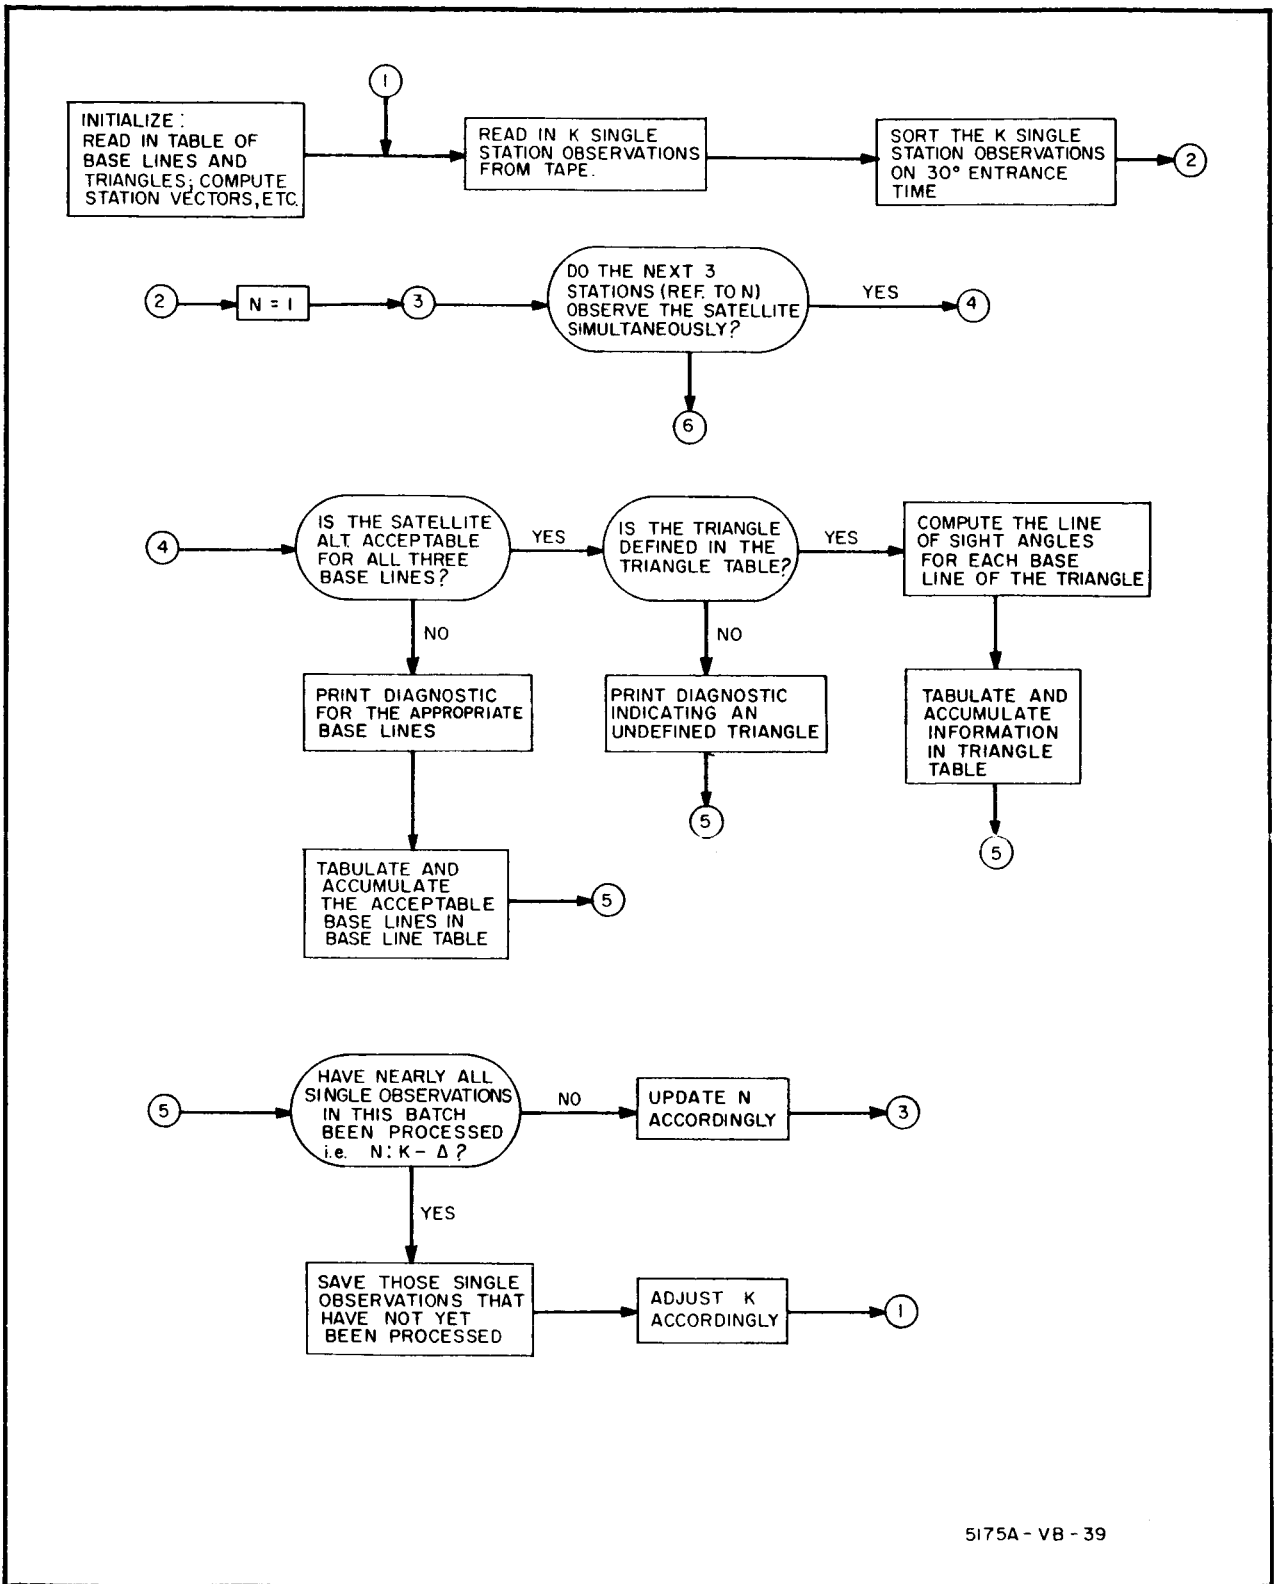 1
INITIALIZE:
READ IN TABLE OF
BASE LINES AND
TRIANGLES; COMPUTE
STATION VECTORS, ETC.
READ IN K SINGLE
STATION OBSERVATIONS
FROM TAPE.
SORT THE K SINGLE
STATION OBSERVATIONS
ON 30° ENTRANCE
TIME
2
2
N = 1
3
DO THE NEXT 3
STATIONS (REF. TO N)
OBSERVE THE SATELLITE
SIMULTANEOUSLY?
YES
4
6
4
IS THE SATELLITE
ALT. ACCEPTABLE
FOR ALL THREE
BASE LINES?
YES
IS THE TRIANGLE
DEFINED IN THE
TRIANGLE TABLE?
YES
COMPUTE THE LINE
OF SIGHT ANGLES
FOR EACH BASE
LINE OF THE TRIANGLE
NO
NO
PRINT DIAGNOSTIC
FOR THE APPROPRIATE
BASE LINES
PRINT DIAGNOSTIC
INDICATING AN
UNDEFINED TRIANGLE
TABULATE AND
ACCUMULATE
INFORMATION
IN TRIANGLE
TABLE
5
5
TABULATE AND
ACCUMULATE
THE ACCEPTABLE
BASE LINES IN
BASE LINE TABLE
5
5
HAVE NEARLY ALL
SINGLE OBSERVATIONS
IN THIS BATCH
BEEN PROCESSED
i.e. N:K- Δ?
NO
UPDATE N
ACCORDINGLY
3
YES
SAVE THOSE SINGLE
OBSERVATIONS THAT
HAVE NOT YET
BEEN PROCESSED
ADJUST K
ACCORDINGLY
1
5175A-VB-39